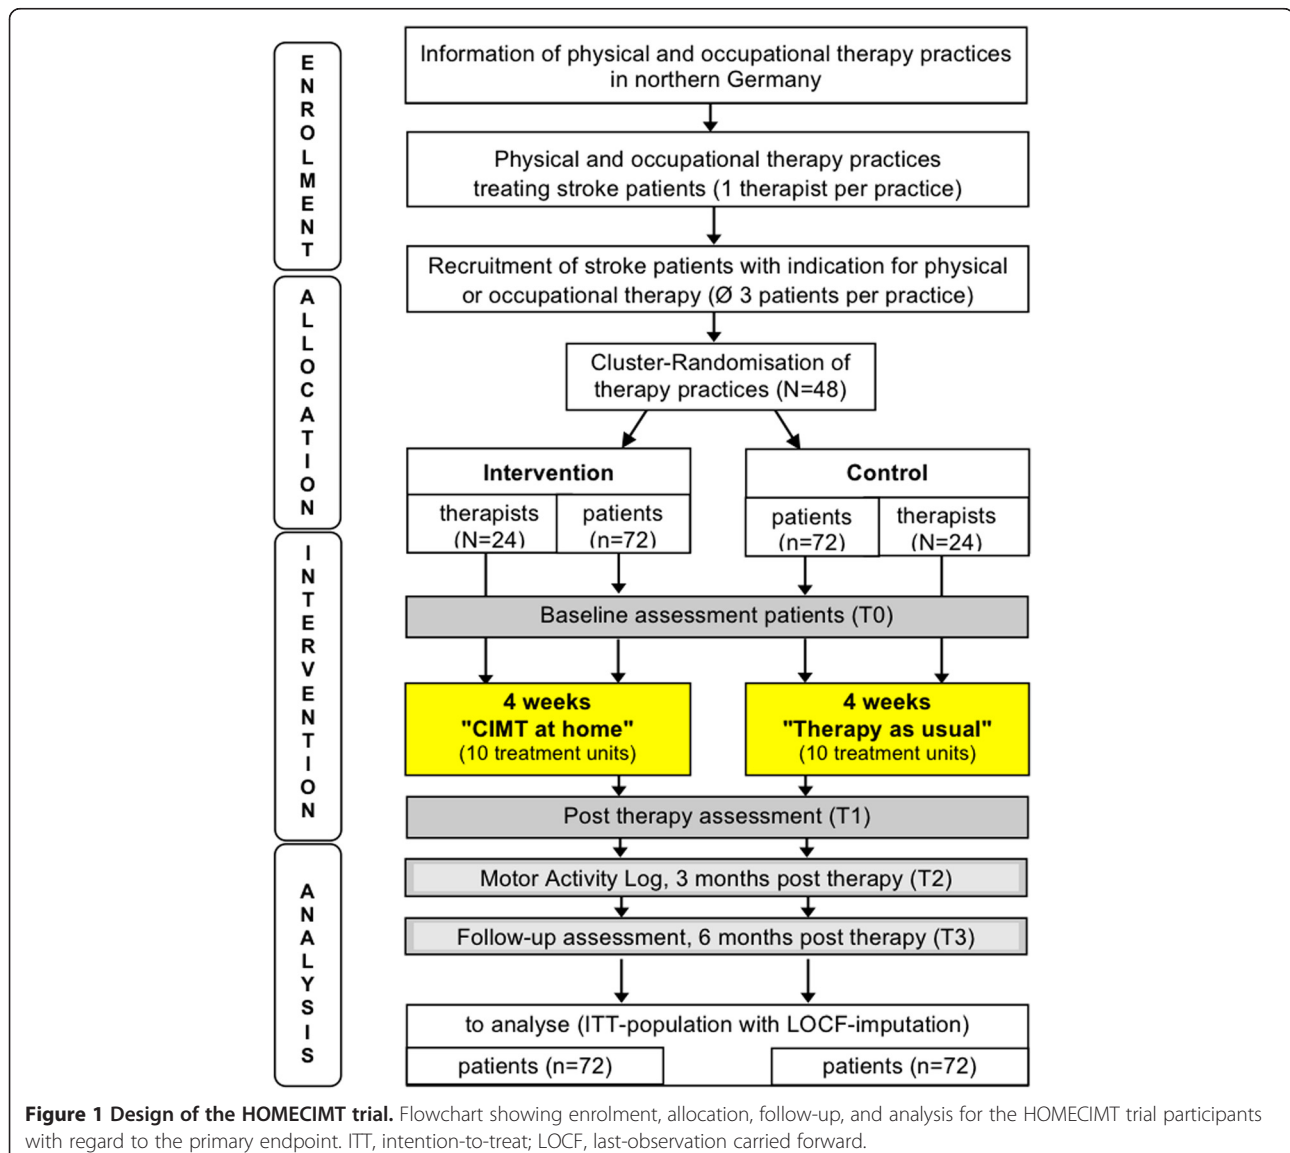 ENROLMENT
Information of physical and occupational therapy practices
in northern Germany
Physical and occupational therapy practices
treating stroke patients (1 therapist per practice)
Recruitment of stroke patients with indication for physical
or occupational therapy (Ø 3 patients per practice)
ALLOCATION
Cluster-Randomisation of
therapy practices (N=48)
Intervention
therapists
(N=24)
patients
(n=72)
Control
patients
(n=72)
therapists
(N=24)
INTERVENTION
Baseline assessment patients (T0)
4 weeks
"CIMT at home"
(10 treatment units)
4 weeks
"Therapy as usual"
(10 treatment units)
Post therapy assessment (T1)
ANALYSIS
Motor Activity Log, 3 months post therapy (T2)
Follow-up assessment, 6 months post therapy (T3)
to analyse (ITT-population with LOCF-imputation)
patients (n=72)
patients (n=72)
Figure 1 Design of the HOMECIMT trial. Flowchart showing enrolment, allocation, follow-up, and analysis for the HOMECIMT trial participants
with regard to the primary endpoint. ITT, intention-to-treat; LOCF, last-observation carried forward.